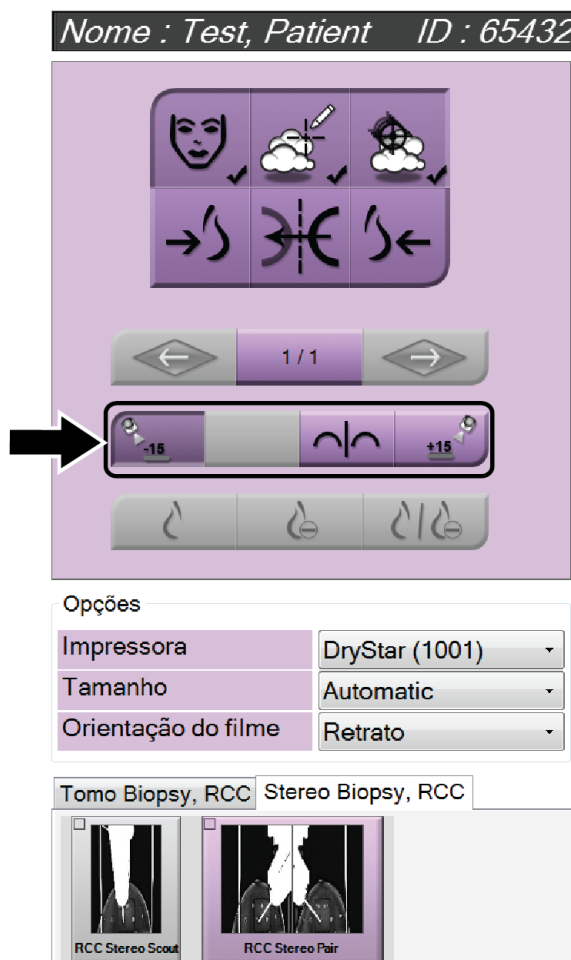 Nome : Test, Patient ID : 65432
1 / 1
-15 +15
Opções
Impressora DryStar (1001)
Tamanho Automatic
Orientação do filme Retrato
Tomo Biopsy, RCC Stereo Biopsy, RCC
RCC Stereo Scout RCC Stereo Pair